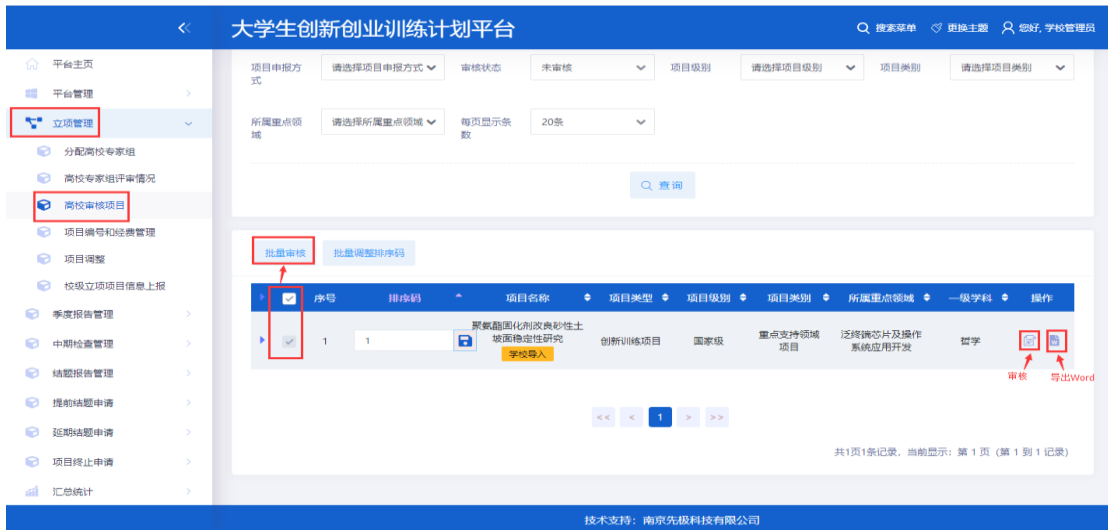 大学生创新创业训练计划平台
搜索菜单
更换主题
您好, 学校管理员
平台主页
平台管理
立项管理
分配高校专家组
高校专家组评审情况
高校审核项目
项目编号和经费管理
项目调整
校级立项项目信息上报
季度报告管理
中期检查管理
结题报告管理
提前结题申请
延期结题申请
项目终止申请
汇总统计
项目申报方
式
请选择项目申报方式
审核状态
未审核
项目级别
请选择项目级别
项目类别
请选择项目类别
所属重点领
域
请选择所属重点领域
每页显示条
数
20条
查询
批量审核
批量调整排序码
序号 排序码 项目名称 项目类型 项目级别 项目类别 所属重点领域 一级学科 操作
1
1
聚氨酯固化剂改良砂性土
坡面稳定性研究
学校导入
创新训练项目
国家级
重点支持领域
项目
泛终端芯片及操作
系统应用开发
哲学
审核
导出Word
<< < 1 > >>
共1页1条记录, 当前显示: 第 1 页 (第 1 到 1 记录)
技术支持: 南京先极科技有限公司